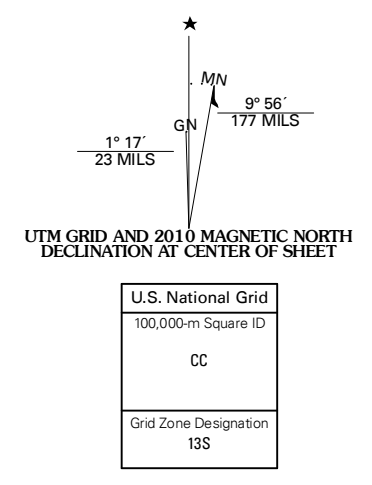 MN
GN
9° 56´
177 MILS
1° 17´
23 MILS
UTM GRID AND 2010 MAGNETIC NORTH
DECLINATION AT CENTER OF SHEET
U.S. National Grid
100,000-m Square ID
CC
Grid Zone Designation
13S